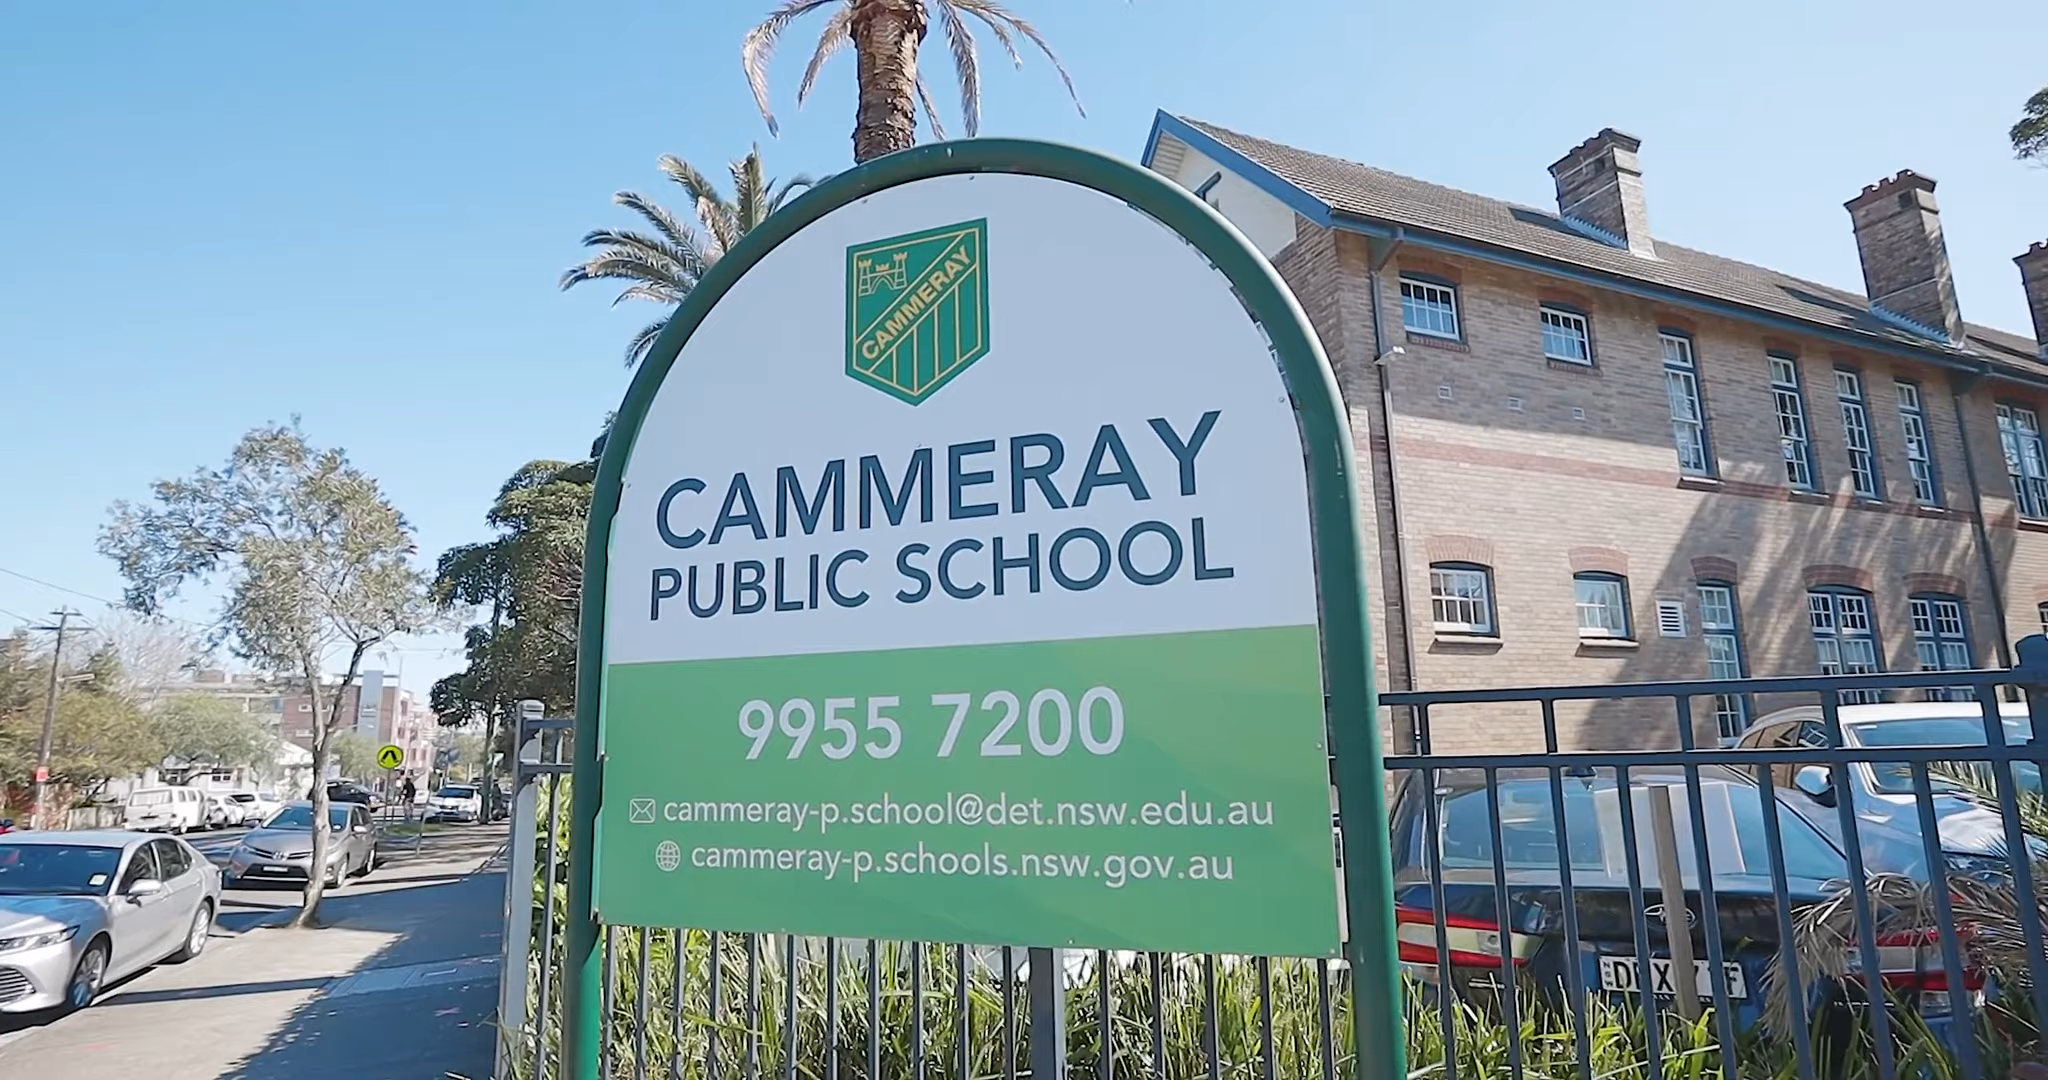 CAMMERAY
CAMMERAY
PUBLIC SCHOOL
9955 7200
cammeray-p.school@det.nsw.edu.au
cammeray-p.schools.nsw.gov.au